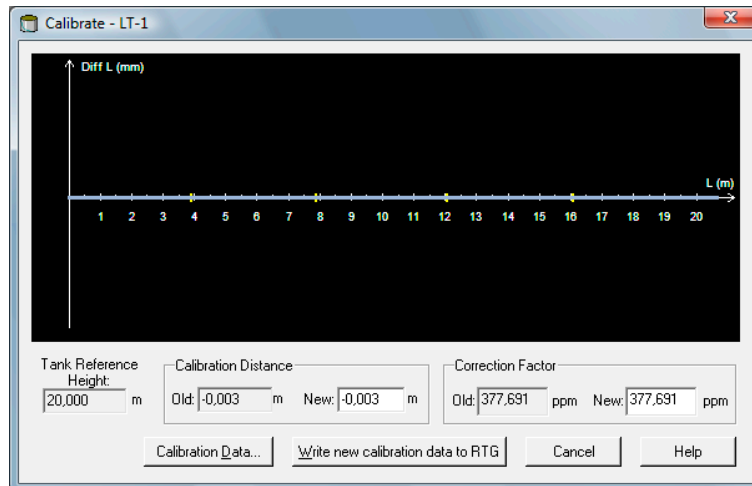 Calibrate - LT-1
Diff L (mm)
L (m)
1 2 3 4 5 6 7 8 9 10 11 12 13 14 15 16 17 18 19 20
Tank Reference Height:
20,000 m
Calibration Distance
Old: -0,003 m New: -0,003 m
Correction Factor
Old: 377,691 ppm New: 377,691 ppm
Calibration Data... Write new calibration data to RTG Cancel Help